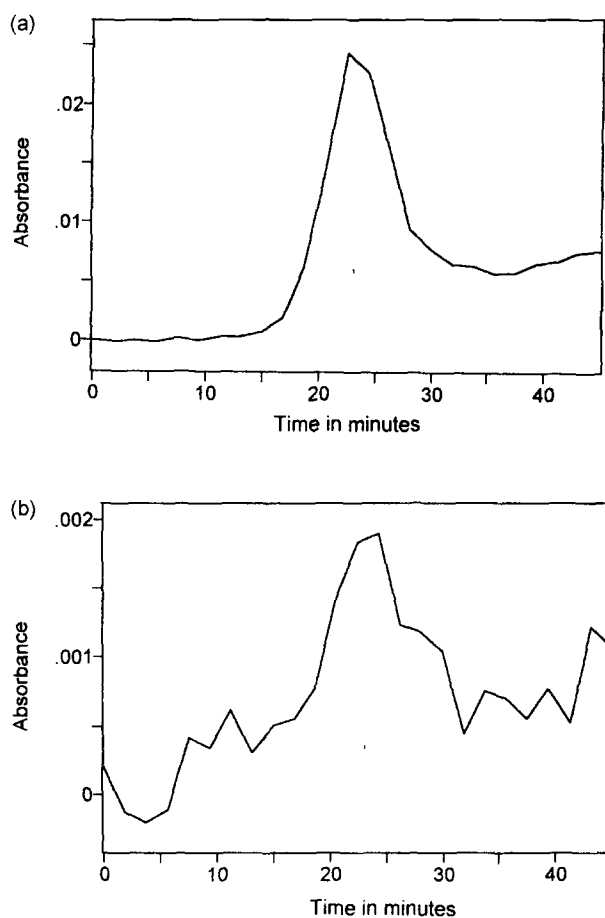 (a)
Absorbance
.02
.01
0
0 10 20 30 40
Time in minutes
(b)
Absorbance
.002
.001
0
0 10 20 30 40
Time in minutes